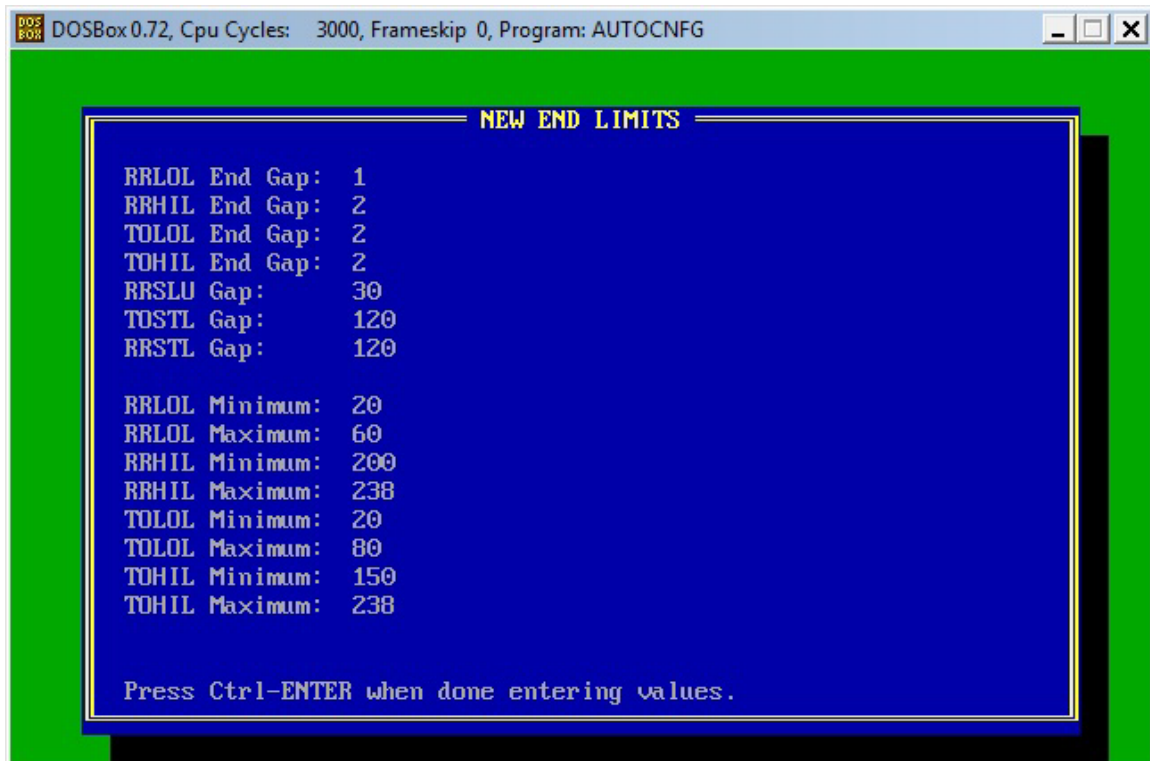 DOS BOX DOSBox 0.72, Cpu Cycles: 3000, Frameskip 0, Program: AUTOCNFG
NEW END LIMITS
RRLOL End Gap: 1
RRHIL End Gap: 2
TOLOL End Gap: 2
TOHIL End Gap: 2
RRSLU Gap: 30
TOSTL Gap: 120
RRSTL Gap: 120
RRLOL Minimum: 20
RRLOL Maximum: 60
RRHIL Minimum: 200
RRHIL Maximum: 238
TOLOL Minimum: 20
TOLOL Maximum: 80
TOHIL Minimum: 150
TOHIL Maximum: 238
Press Ctrl-ENTER when done entering values.